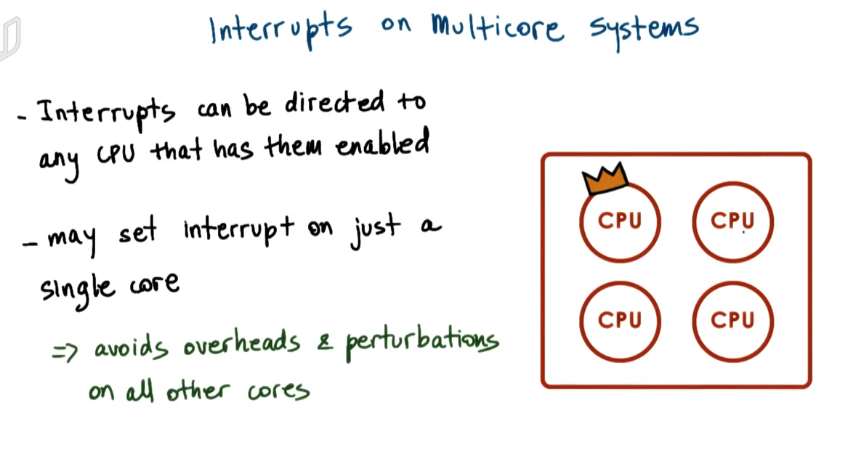 Interrupts on Multicore Systems
- Interrupts can be directed to
any CPU that has them enabled
- may set interrupt on just a
single core
=> avoids overheads & perturbations
on all other cores
CPU CPU
CPU CPU